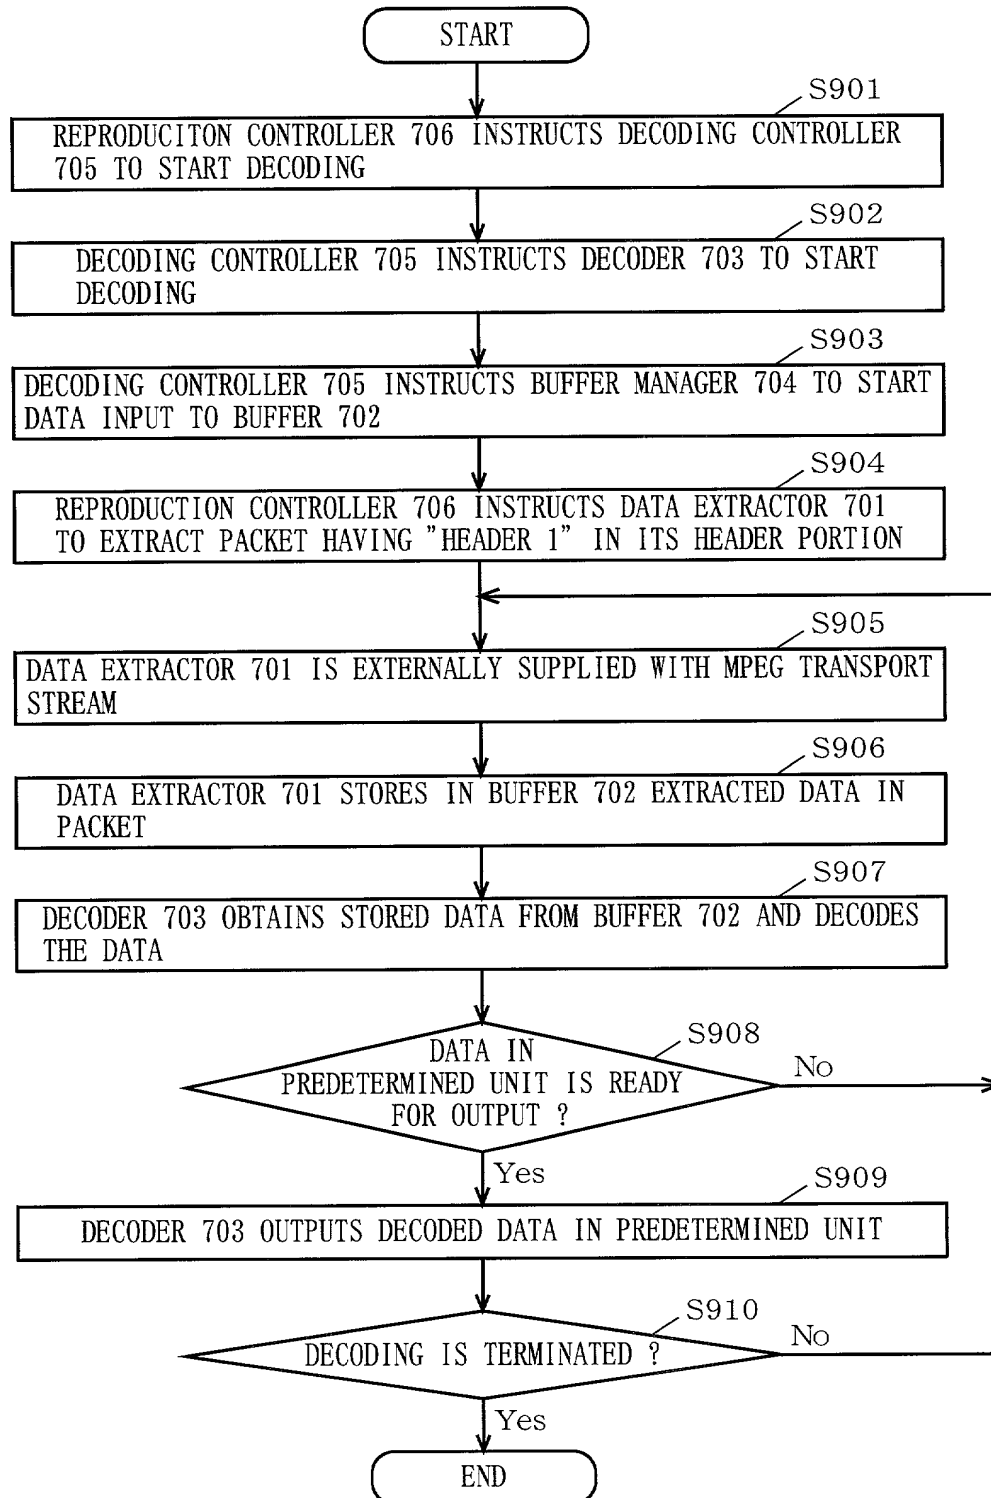 START
S901
REPRODUCITON CONTROLLER 706 INSTRUCTS DECODING CONTROLLER
705 TO START DECODING
S902
DECODING CONTROLLER 705 INSTRUCTS DECODER 703 TO START
DECODING
S903
DECODING CONTROLLER 705 INSTRUCTS BUFFER MANAGER 704 TO START
DATA INPUT TO BUFFER 702
S904
REPRODUCTION CONTROLLER 706 INSTRUCTS DATA EXTRACTOR 701
TO EXTRACT PACKET HAVING "HEADER 1" IN ITS HEADER PORTION
S905
DATA EXTRACTOR 701 IS EXTERNALLY SUPPLIED WITH MPEG TRANSPORT
STREAM
S906
DATA EXTRACTOR 701 STORES IN BUFFER 702 EXTRACTED DATA IN
PACKET
S907
DECODER 703 OBTAINS STORED DATA FROM BUFFER 702 AND DECODES
THE DATA
S908
DATA IN
PREDETERMINED UNIT IS READY
FOR OUTPUT ?
No
Yes
S909
DECODER 703 OUTPUTS DECODED DATA IN PREDETERMINED UNIT
S910
DECODING IS TERMINATED ?
No
Yes
END